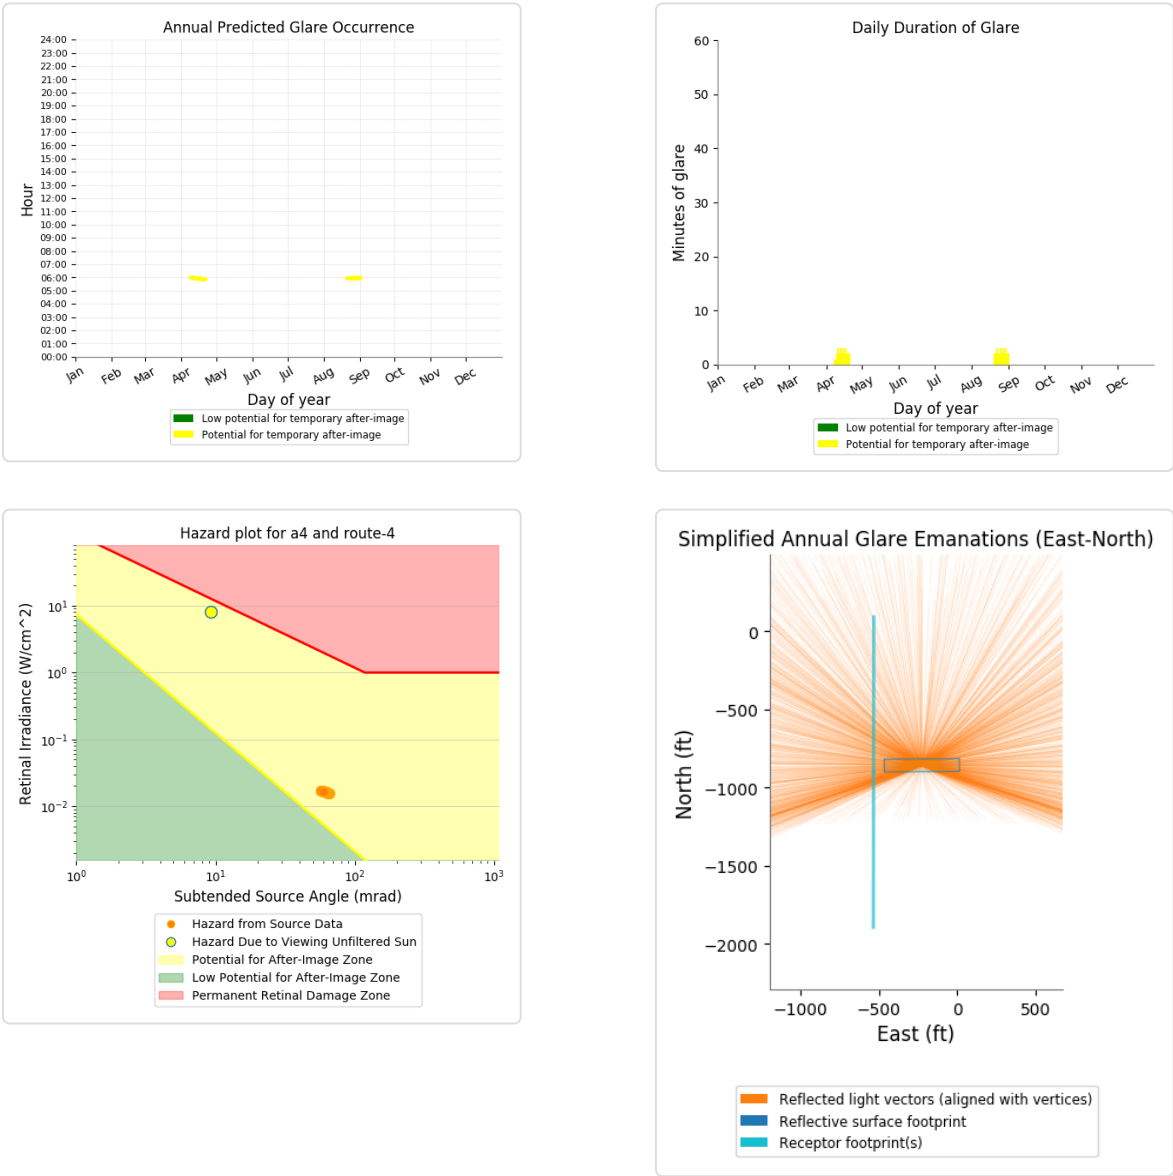 Annual Predicted Glare Occurrence
24:00
23:00
22:00
21:00
20:00
19:00
18:00
17:00
16:00
15:00
14:00
13:00
12:00
11:00
10:00
09:00
08:00
07:00
06:00
05:00
04:00
03:00
02:00
01:00
00:00
Hour
Jan Feb Mar Apr May Jun Jul Aug Sep Oct Nov Dec
Day of year
Low potential for temporary after-image
Potential for temporary after-image
Daily Duration of Glare
60
50
40
30
20
10
0
Minutes of glare
Jan Feb Mar Apr May Jun Jul Aug Sep Oct Nov Dec
Day of year
Low potential for temporary after-image
Potential for temporary after-image
Hazard plot for a4 and route-4
10^1
10^0
10^−1
10^−2
Retinal Irradiance (W/cm^2)
10^0 10^1 10^2 10^3
Subtended Source Angle (mrad)
Hazard from Source Data
Hazard Due to Viewing Unfiltered Sun
Potential for After-Image Zone
Low Potential for After-Image Zone
Permanent Retinal Damage Zone
Simplified Annual Glare Emanations (East-North)
0
−500
−1000
−1500
−2000
North (ft)
−1000 −500 0 500
East (ft)
Reflected light vectors (aligned with vertices)
Reflective surface footprint
Receptor footprint(s)